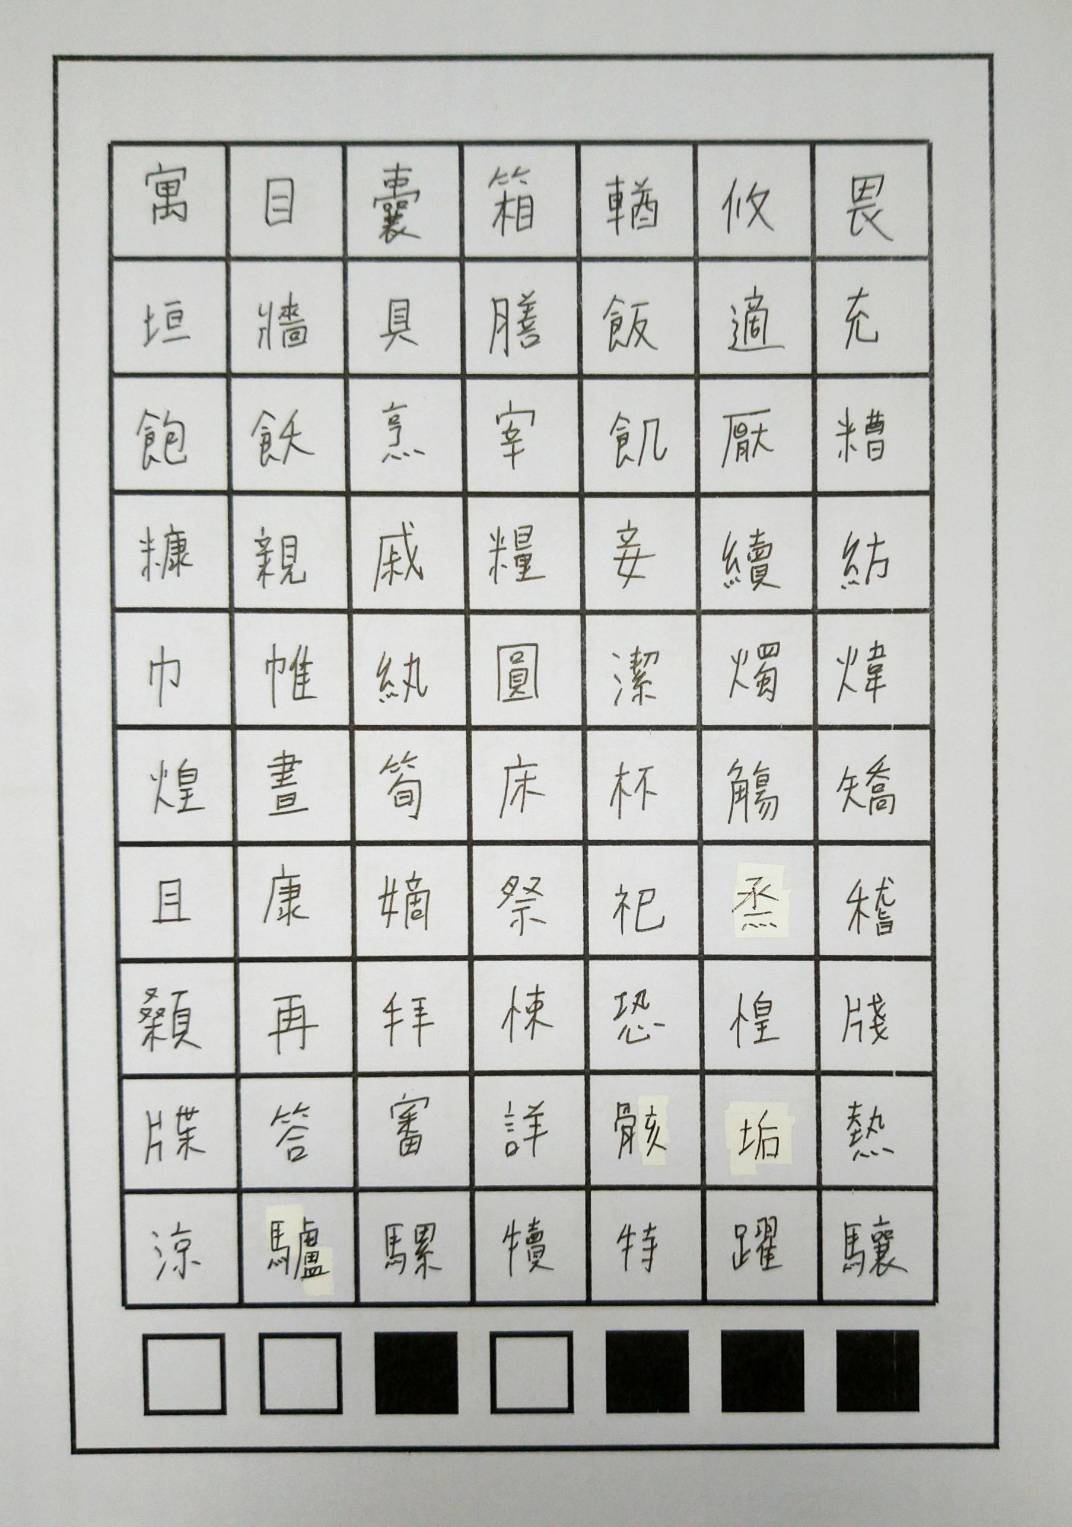 寓目囊箱輶攸畏
垣牆具膳飯適充
飽飫烹宰飢厭糟
糠親戚糧妾續紡
巾帷紈圓潔燭煒
煌晝筍床杯觴矯
且康嫡祭祀烝稽
顙再拜悚恐惶牋
牒答審詳骸垢熱
涼驢騾犢特躍驤